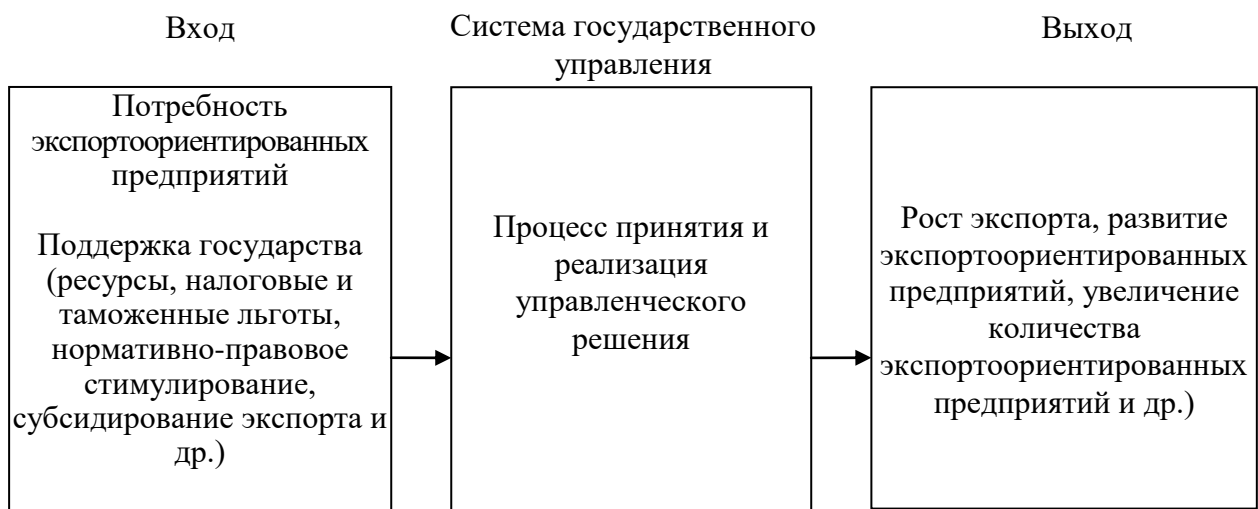 Вход
Система государственного
управления
Выход
Потребность
экспортоориентированных
предприятий
Поддержка государства
(ресурсы, налоговые и
таможенные льготы,
нормативно-правовое
стимулирование,
субсидирование экспорта и
др.)
Процесс принятия и
реализация
управленческого
решения
Рост экспорта, развитие
экспортоориентированных
предприятий, увеличение
количества
экспортоориентированных
предприятий и др.)